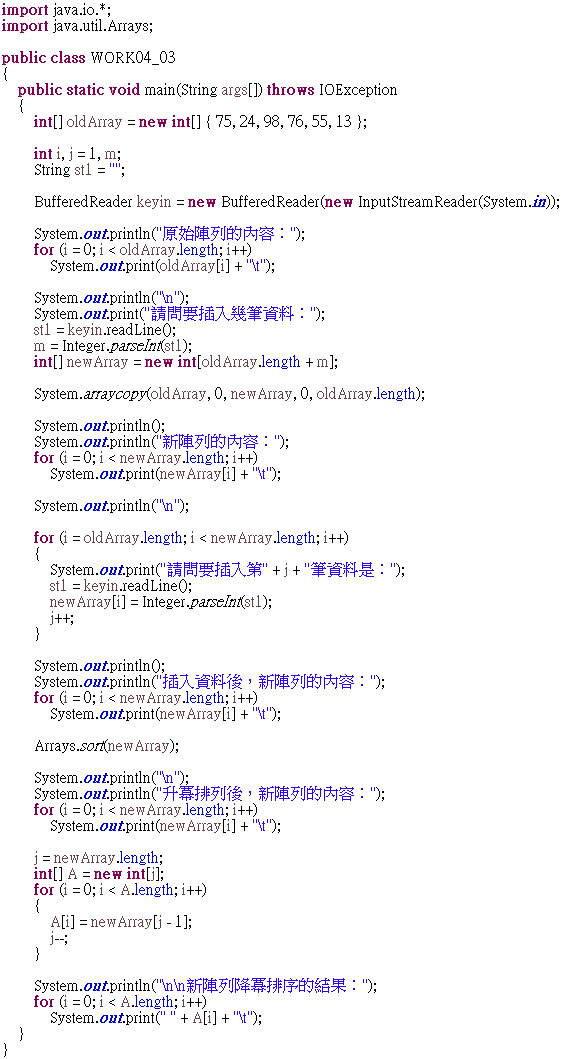 import java.io.*;
import java.util.Arrays;
public class WORK04_03
{
public static void main(String args[]) throws IOException
{
int[] oldArray = new int[] { 75, 24, 98, 76, 55, 13 };
int i, j = 1, m;
String st1 = "";
BufferedReader keyin = new BufferedReader(new InputStreamReader(System.in));
System.out.println("原始陣列的內容：");
for (i = 0; i < oldArray.length; i++)
System.out.print(oldArray[i] + "\t");
System.out.println("\n");
System.out.print("請問要插入幾筆資料：");
st1 = keyin.readLine();
m = Integer.parseInt(st1);
int[] newArray = new int[oldArray.length + m];
System.arraycopy(oldArray, 0, newArray, 0, oldArray.length);
System.out.println();
System.out.println("新陣列的內容：");
for (i = 0; i < newArray.length; i++)
System.out.print(newArray[i] + "\t");
System.out.println("\n");
for (i = oldArray.length; i < newArray.length; i++)
{
System.out.print("請問要插入第" + j + "筆資料是：");
st1 = keyin.readLine();
newArray[i] = Integer.parseInt(st1);
j++;
}
System.out.println();
System.out.println("插入資料後，新陣列的內容：");
for (i = 0; i < newArray.length; i++)
System.out.print(newArray[i] + "\t");
Arrays.sort(newArray);
System.out.println("\n");
System.out.println("升冪排列後，新陣列的內容：");
for (i = 0; i < newArray.length; i++)
System.out.print(newArray[i] + "\t");
j = newArray.length;
int[] A = new int[j];
for (i = 0; i < A.length; i++)
{
A[i] = newArray[j - 1];
j--;
}
System.out.println("\n\n新陣列降冪排序的結果：");
for (i = 0; i < A.length; i++)
System.out.print(" " + A[i] + "\t");
}
}